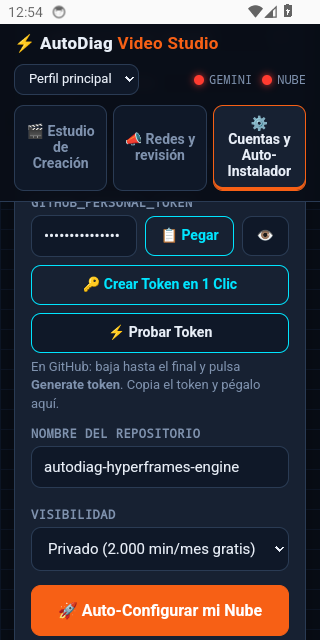 12:54
⚡ AutoDiag Video Studio
Perfil principal
GEMINI
NUBE
🎬 Estudio
de
Creación
📣 Redes y
revisión
⚙️
Cuentas y
Auto-
Instalador
GITHUB_PERSONAL_TOKEN
•••••••••••••••
📋 Pegar
👁️
🔑 Crear Token en 1 Clic
⚡ Probar Token
En GitHub: baja hasta el final y pulsa
Generate token. Copia el token y pégalo
aquí.
NOMBRE DEL REPOSITORIO
autodiag-hyperframes-engine
VISIBILIDAD
Privado (2.000 min/mes gratis)
🚀 Auto-Configurar mi Nube